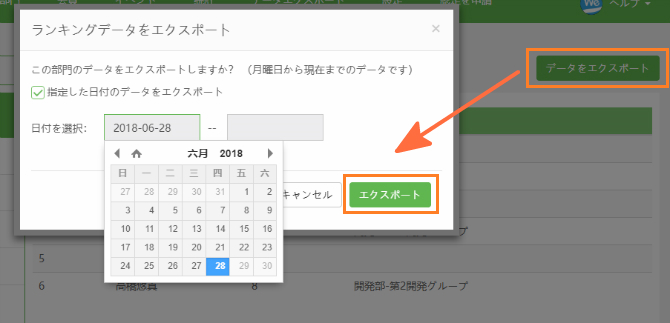 ヘルプ
ランキングデータをエクスポート ×
データをエクスポート
この部門のデータをエクスポートしますか? (月曜日から現在までのデータです)
指定した日付のデータをエクスポート
日付を選択: 2018-06-28 --
六月 2018
日 一 二 三 四 五 六
27 28 29 30 31 1 2
3 4 5 6 7 8 9
10 11 12 13 14 15 16
17 18 19 20 21 22 23
24 25 26 27 28 29 30
キャンセル エクスポート
5
6 高橋悠真 8 開発部-第2開発グループ